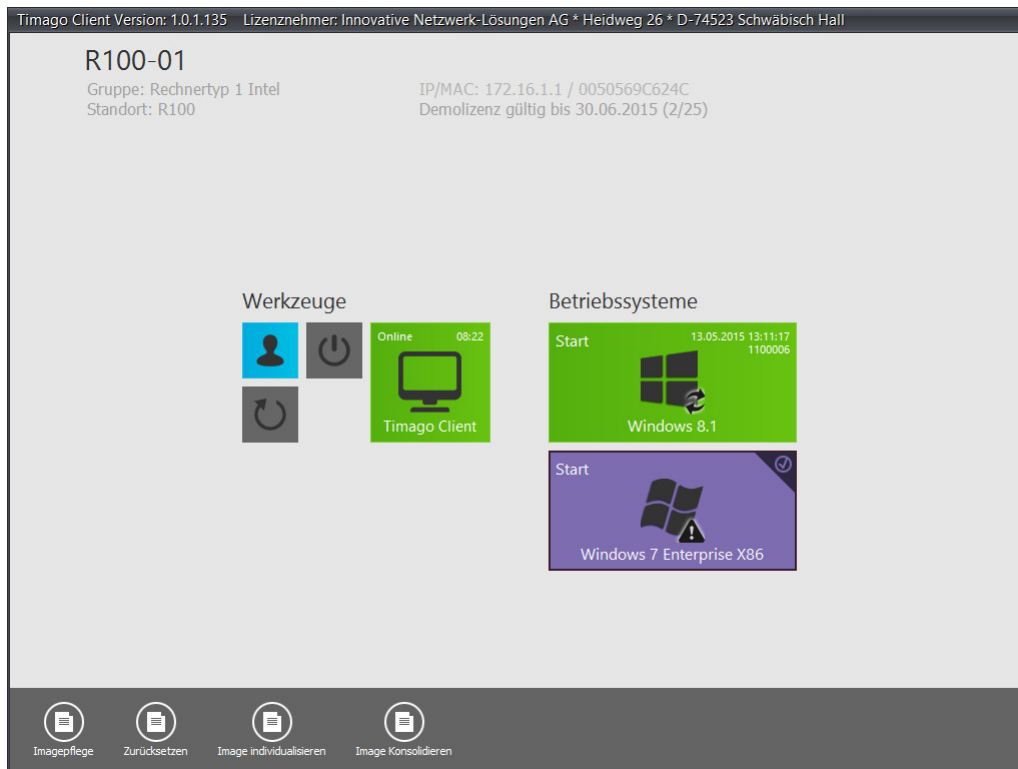 Timago Client Version: 1.0.1.135 Lizenznehmer: Innovative Netzwerk-Lösungen AG * Heidweg 26 * D-74523 Schwäbisch Hall
R100-01
Gruppe: Rechnertyp 1 Intel
Standort: R100
IP/MAC: 172.16.1.1 / 0050569C624C
Demolizenz gültig bis 30.06.2015 (2/25)
Werkzeuge
Online 08:22
Timago Client
Betriebssysteme
Start 13.05.2015 13:11:17
1100006
Windows 8.1
Start
Windows 7 Enterprise X86
Imagepflege Zurücksetzen Image individualisieren Image Konsolidieren